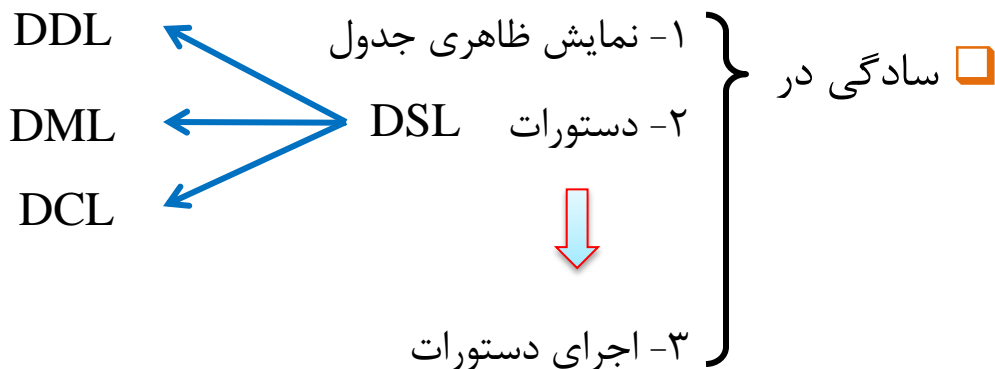 سادگی در
۱- نمایش ظاهری جدول
۲- دستورات DSL
DDL
DML
DCL
۳- اجرای دستورات